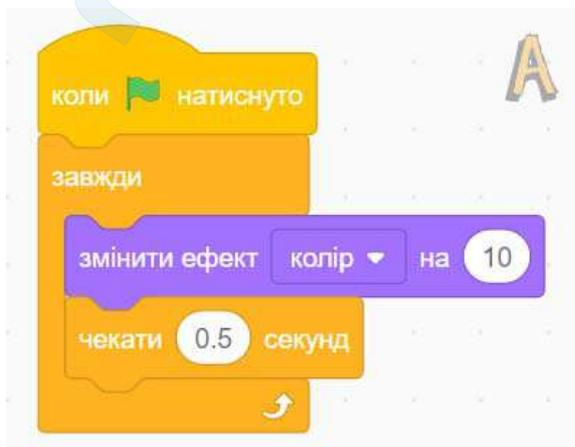 коли натиснуто
завжди
змінити ефект колір на 10
чекати 0.5 секунд
A